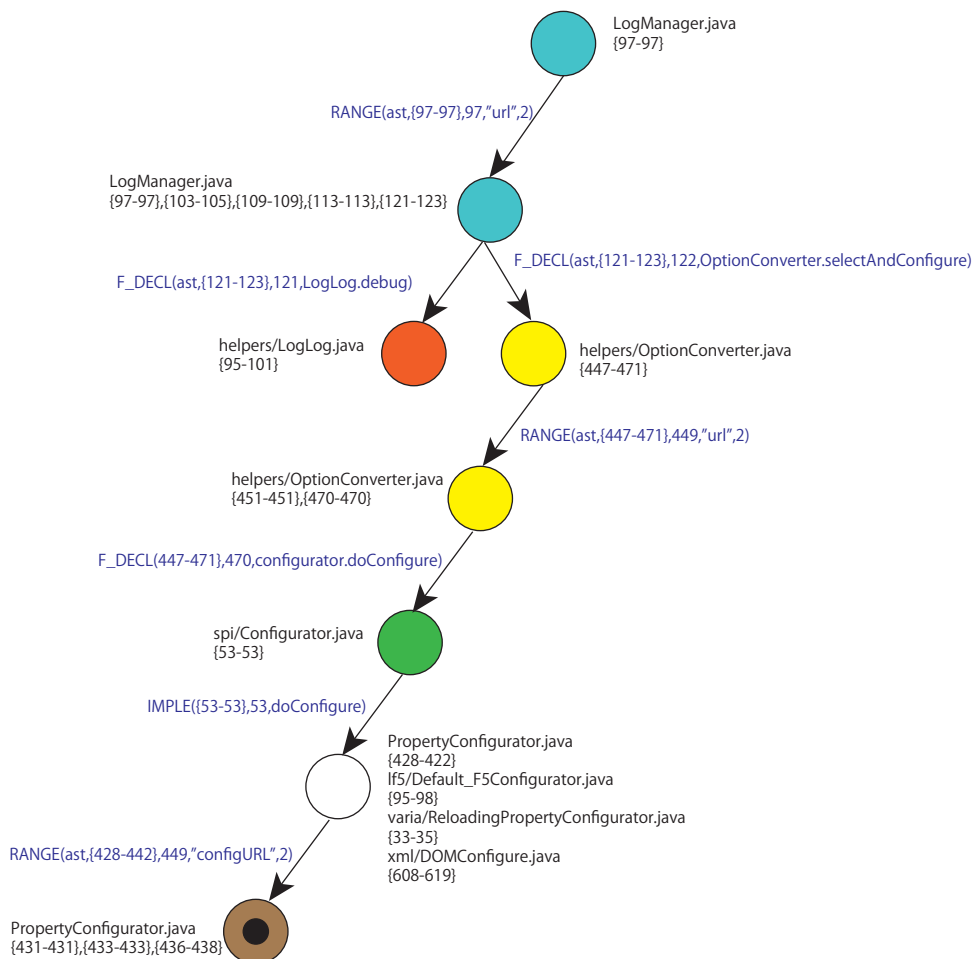 LogManager.java
{97-97}
RANGE(ast,{97-97},97,”url”,2)
LogManager.java
{97-97},{103-105},{109-109},{113-113},{121-123}
F_DECL(ast,{121-123},122,OptionConverter.selectAndConfigure)
F_DECL(ast,{121-123},121,LogLog.debug)
helpers/LogLog.java
{95-101}
helpers/OptionConverter.java
{447-471}
RANGE(ast,{447-471},449,”url”,2)
helpers/OptionConverter.java
{451-451},{470-470}
F_DECL(447-471},470,configurator.doConfigure)
spi/Configurator.java
{53-53}
IMPLE({53-53},53,doConfigure)
PropertyConfigurator.java
{428-422}
lf5/Default_F5Configurator.java
{95-98}
varia/ReloadingPropertyConfigurator.java
{33-35}
xml/DOMConfigure.java
{608-619}
RANGE(ast,{428-442},449,”configURL”,2)
PropertyConfigurator.java
{431-431},{433-433},{436-438}